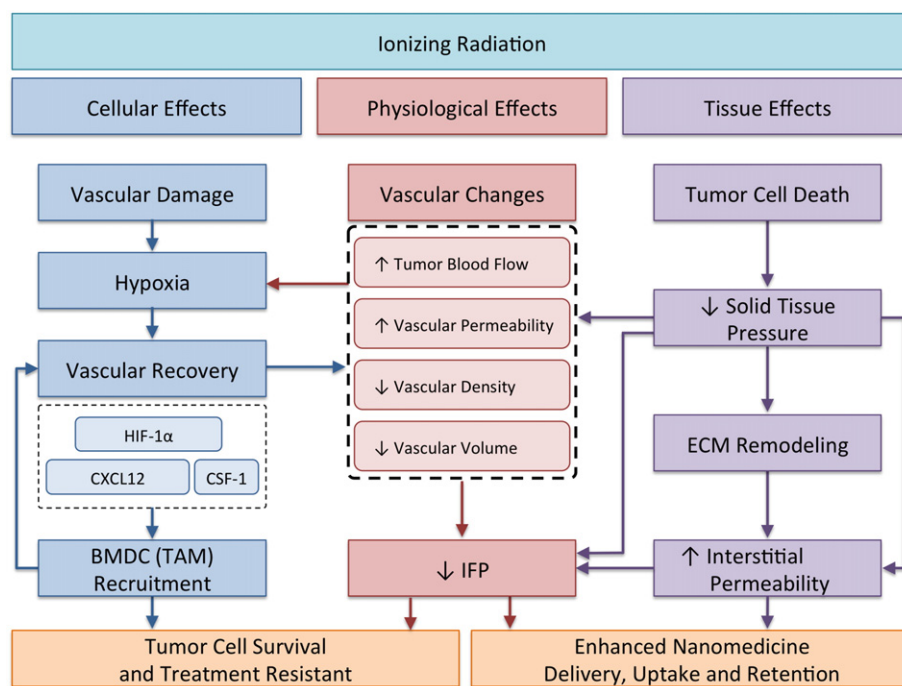 Ionizing Radiation
Cellular Effects
Physiological Effects
Tissue Effects
Vascular Damage
Vascular Changes
Tumor Cell Death
↑ Tumor Blood Flow
Hypoxia
↑ Vascular Permeability
↓ Solid Tissue
Pressure
Vascular Recovery
↓ Vascular Density
HIF-1α
CXCL12
CSF-1
↓ Vascular Volume
ECM Remodeling
BMDC (TAM)
Recruitment
↓ IFP
↑ Interstitial
Permeability
Tumor Cell Survival
and Treatment Resistant
Enhanced Nanomedicine
Delivery, Uptake and Retention